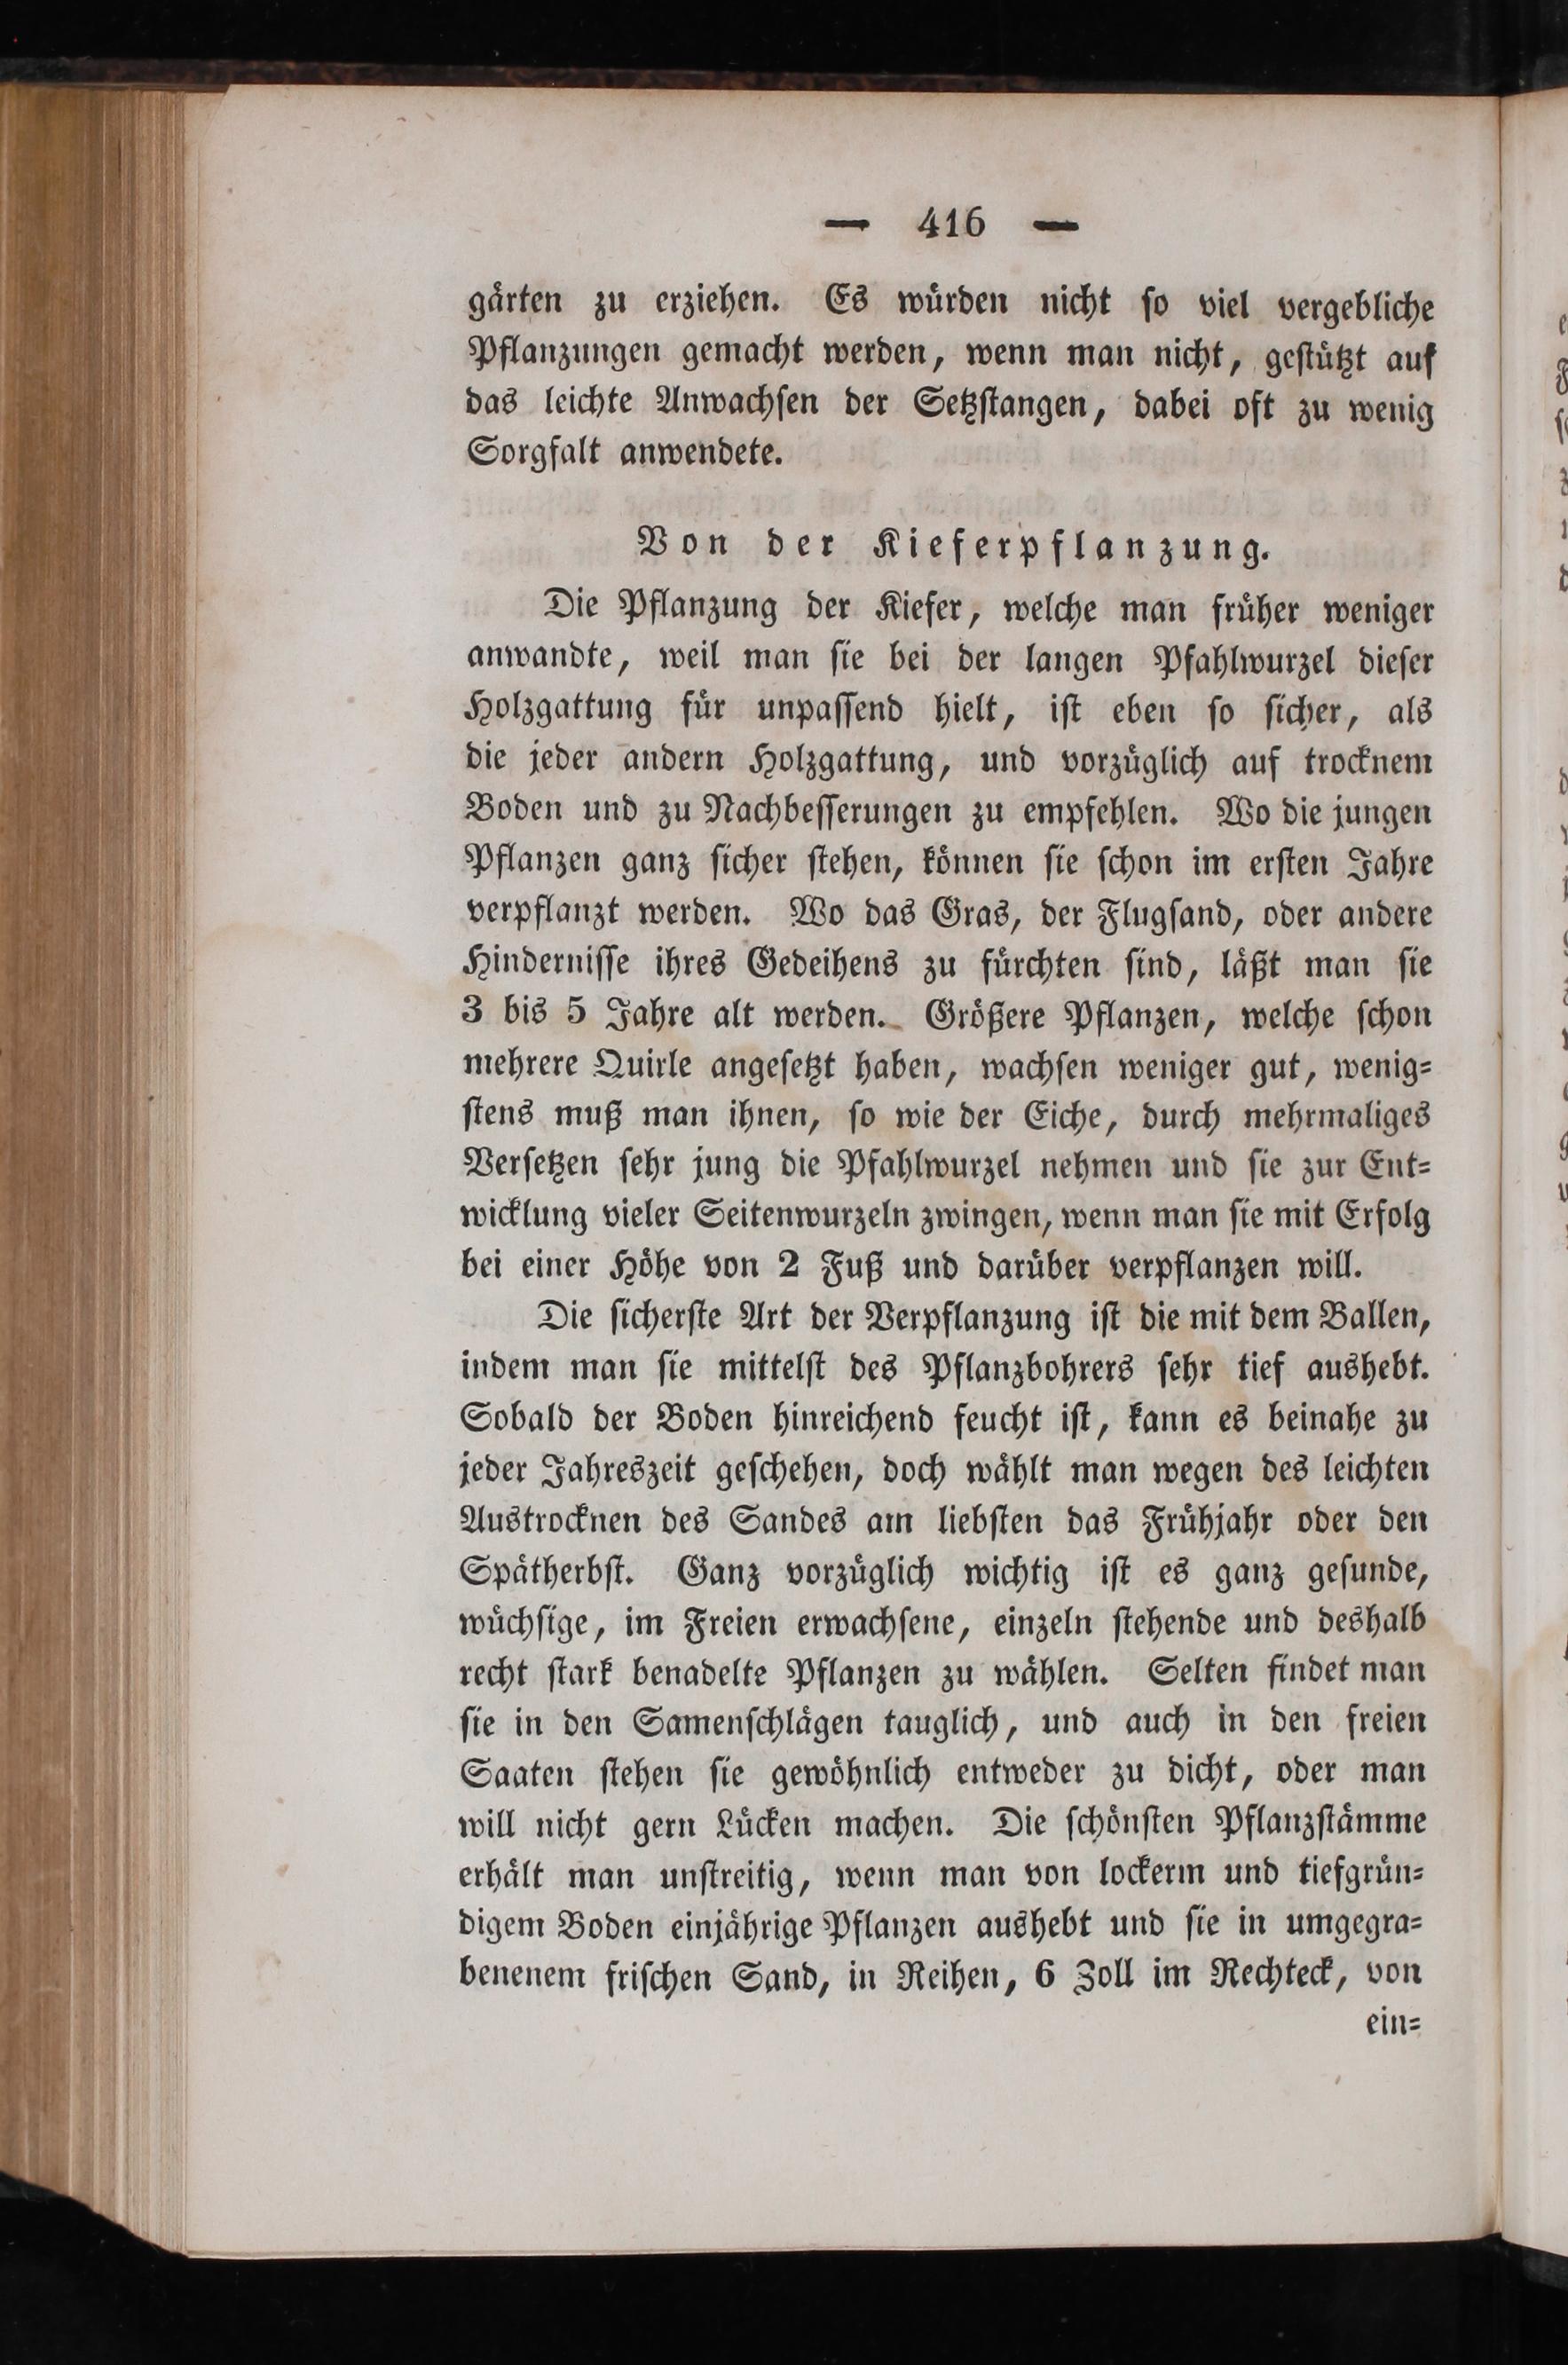 — 416 —
gärten zu erziehen. Es würden nicht so viel vergebliche
Pflanzungen gemacht werden, wenn man nicht, gestützt auf
das leichte Anwachsen der Setzstangen, dabei oft zu wenig
Sorgfalt anwendete.
Von der Kieferpflanzung.
Die Pflanzung der Kiefer, welche man früher weniger
anwandte, weil man sie bei der langen Pfahlwurzel dieser
Holzgattung für unpassend hielt, ist eben so sicher, als
die jeder andern Holzgattung, und vorzüglich auf trocknem
Boden und zu Nachbesserungen zu empfehlen. Wo die jungen
Pflanzen ganz sicher stehen, können sie schon im ersten Jahre
verpflanzt werden. Wo das Gras, der Flugsand, oder andere
Hindernisse ihres Gedeihens zu fürchten sind, läßt man sie
3 bis 5 Jahre alt werden. Größere Pflanzen, welche schon
mehrere Quirle angesetzt haben, wachsen weniger gut, wenig=
stens muß man ihnen, so wie der Eiche, durch mehrmaliges
Versetzen sehr jung die Pfahlwurzel nehmen und sie zur Ent=
wicklung vieler Seitenwurzeln zwingen, wenn man sie mit Erfolg
bei einer Höhe von 2 Fuß und darüber verpflanzen will.
Die sicherste Art der Verpflanzung ist die mit dem Ballen,
indem man sie mittelst des Pflanzbohrers sehr tief aushebt.
Sobald der Boden hinreichend feucht ist, kann es beinahe zu
jeder Jahreszeit geschehen, doch wählt man wegen des leichten
Austrocknen des Sandes am liebsten das Frühjahr oder den
Spätherbst. Ganz vorzüglich wichtig ist es ganz gesunde,
wüchsige, im Freien erwachsene, einzeln stehende und deshalb
recht stark benadelte Pflanzen zu wählen. Selten findet man
sie in den Samenschlägen tauglich, und auch in den freien
Saaten stehen sie gewöhnlich entweder zu dicht, oder man
will nicht gern Lücken machen. Die schönsten Pflanzstämme
erhält man unstreitig, wenn man von lockerm und tiefgrün=
digem Boden einjährige Pflanzen aushebt und sie in umgegra=
benenem frischen Sand, in Reihen, 6 Zoll im Rechteck, von
ein=